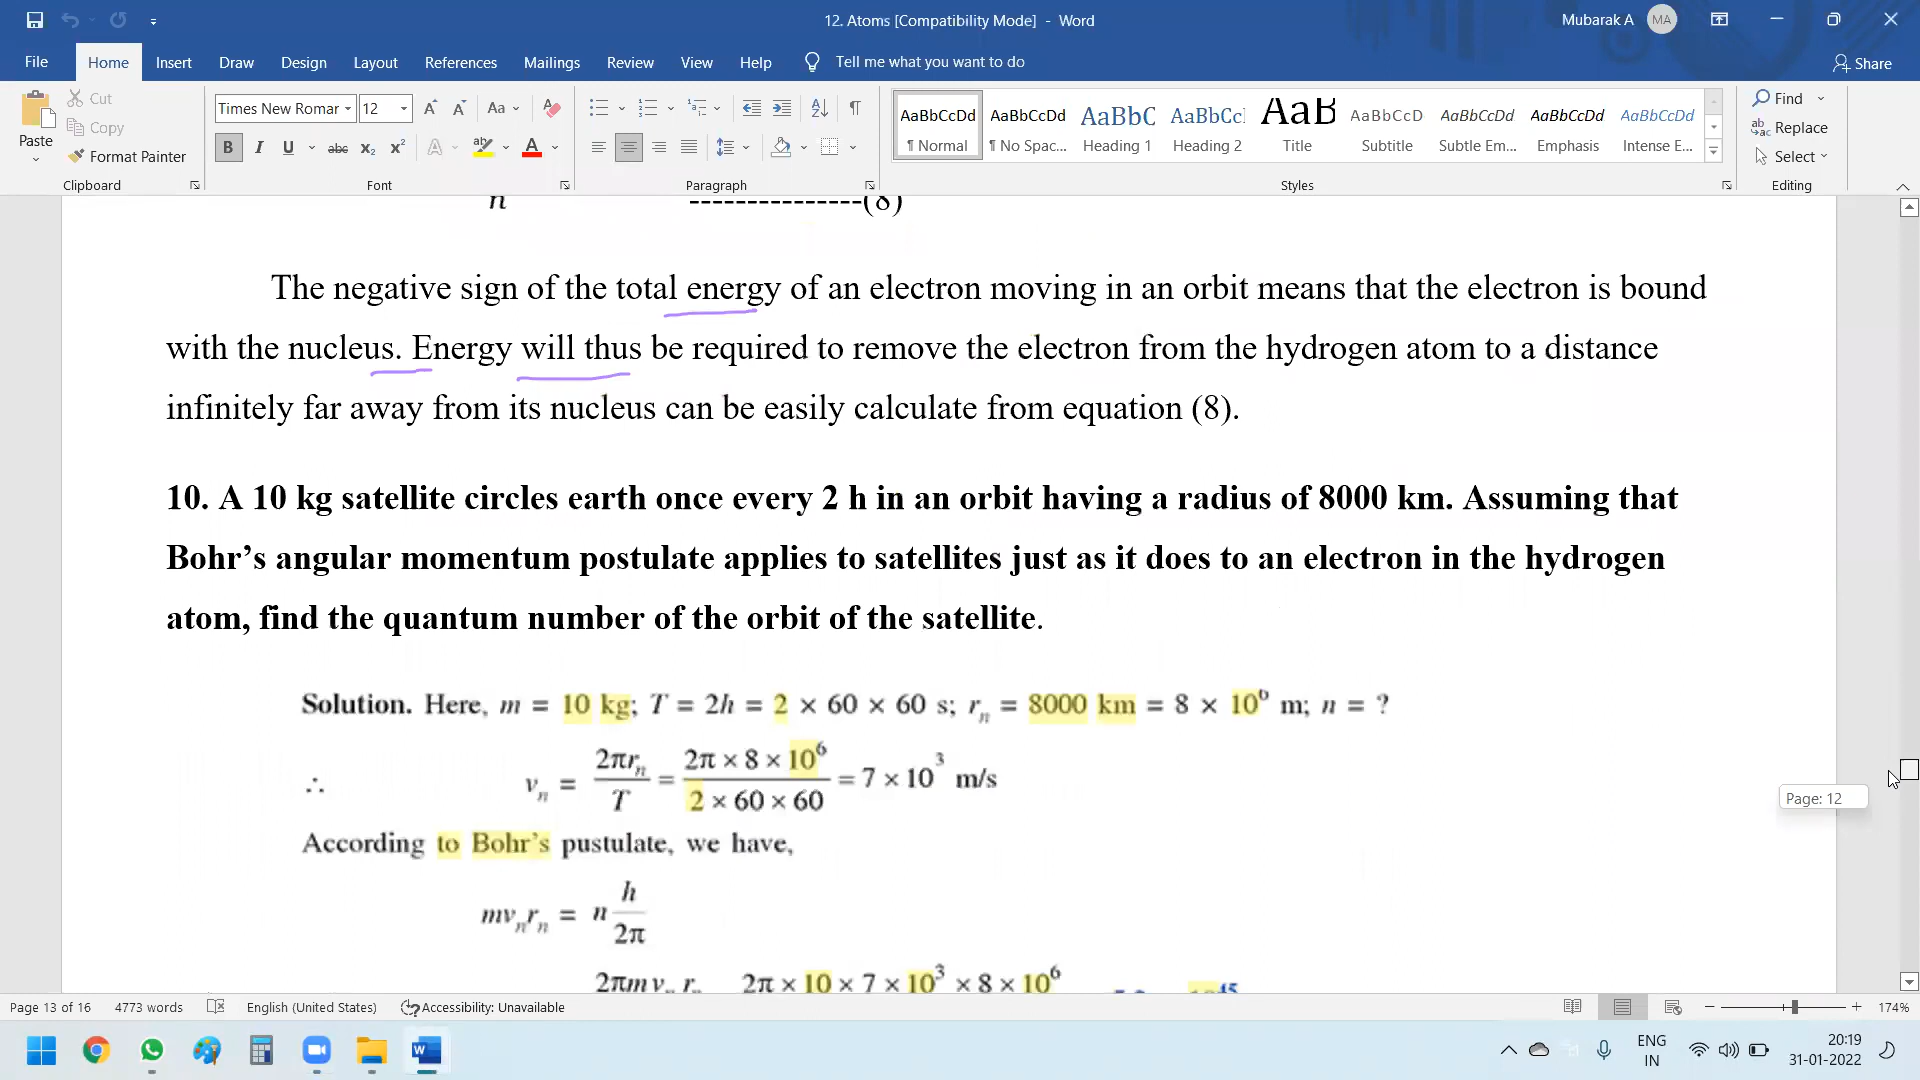 12. Atoms [Compatibility Mode] - Word
Mubarak A
MA
File
Home
Insert
Draw
Design
Layout
References
Mailings
Review
View
Help
Tell me what you want to do
Share
Paste
Cut
Copy
Format Painter
Clipboard
Times New Romar
12
Aa
B I U abc x₂ x²
Font
Paragraph
AaBbCcDd
¶ Normal
AaBbCcDd
¶ No Spac...
AaBbC
Heading 1
AaBbCc
Heading 2
AaB
Title
AaBbCcD
Subtitle
AaBbCcDd
Subtle Em...
AaBbCcDd
Emphasis
AaBbCcDd
Intense E...
Styles
Find
Replace
Select
Editing
n ---------------(8)
The negative sign of the total energy of an electron moving in an orbit means that the electron is bound
with the nucleus. Energy will thus be required to remove the electron from the hydrogen atom to a distance
infinitely far away from its nucleus can be easily calculate from equation (8).
10. A 10 kg satellite circles earth once every 2 h in an orbit having a radius of 8000 km. Assuming that
Bohr’s angular momentum postulate applies to satellites just as it does to an electron in the hydrogen
atom, find the quantum number of the orbit of the satellite.
Solution. Here, m = 10 kg; T = 2h = 2 × 60 × 60 s; rₙ = 8000 km = 8 × 10⁶ m; n = ?
∴ vₙ = 2πrₙ / T = 2π × 8 × 10⁶ / 2 × 60 × 60 = 7 × 10³ m/s
According to Bohr's pustulate, we have,
mvₙrₙ = n h / 2π
2πm vₙ rₙ 2π × 10 × 7 × 10³ × 8 × 10⁶
Page: 12
Page 13 of 16
4773 words
English (United States)
Accessibility: Unavailable
174%
ENG
IN
20:19
31-01-2022